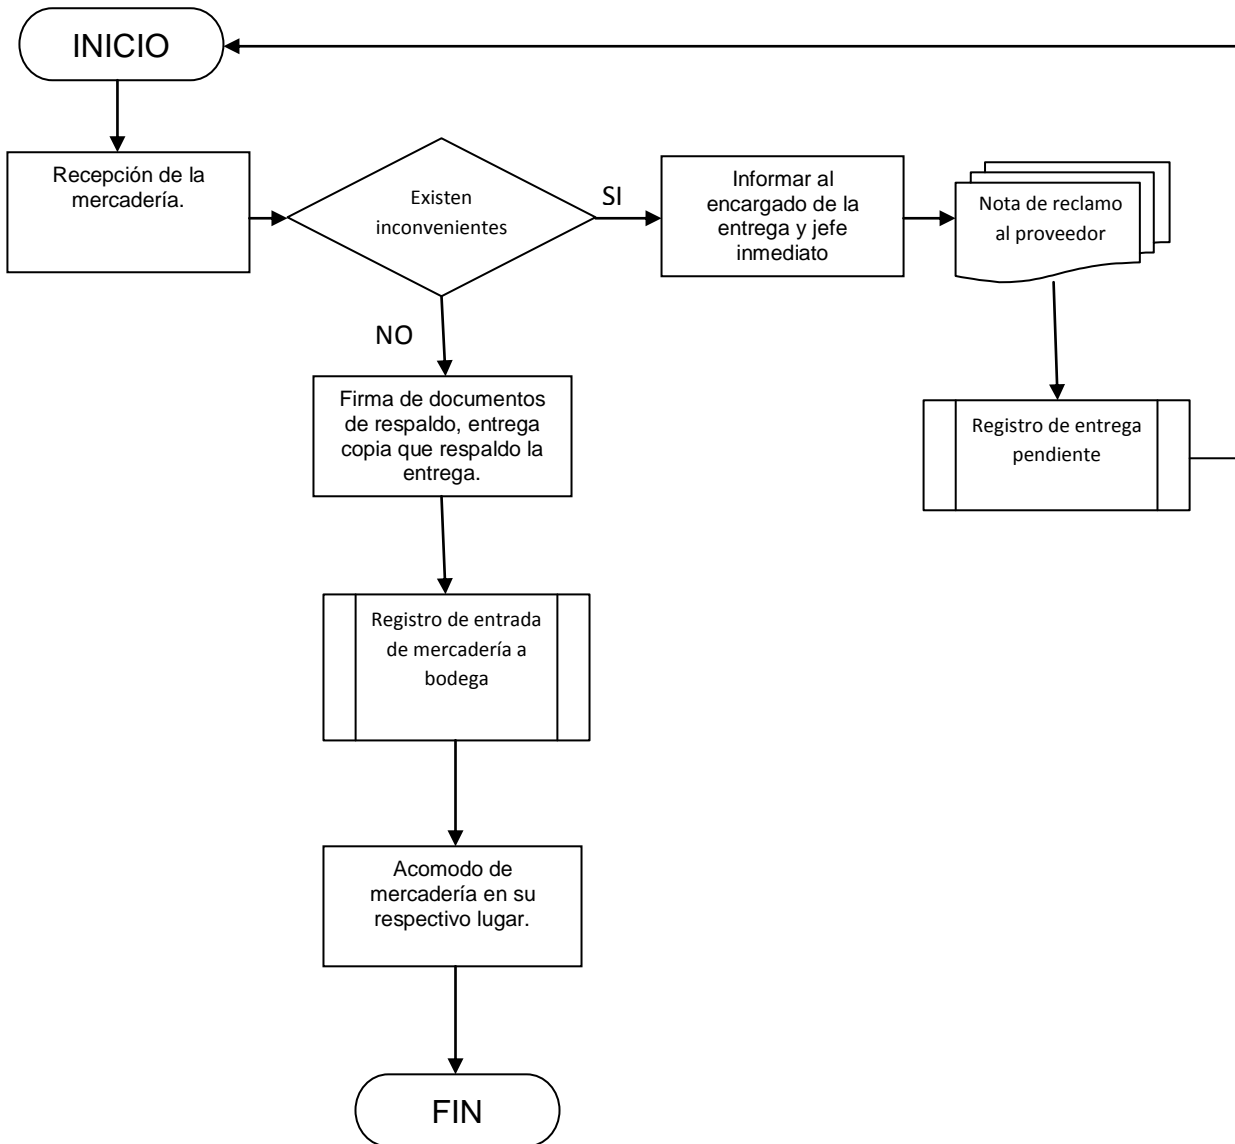 INICIO
Recepción de la
mercadería.
Existen
inconvenientes
SI
Informar al
encargado de la
entrega y jefe
inmediato
Nota de reclamo
al proveedor
NO
Firma de documentos
de respaldo, entrega
copia que respaldo la
entrega.
Registro de entrega
pendiente
Registro de entrada
de mercadería a
bodega
Acomodo de
mercadería en su
respectivo lugar.
FIN